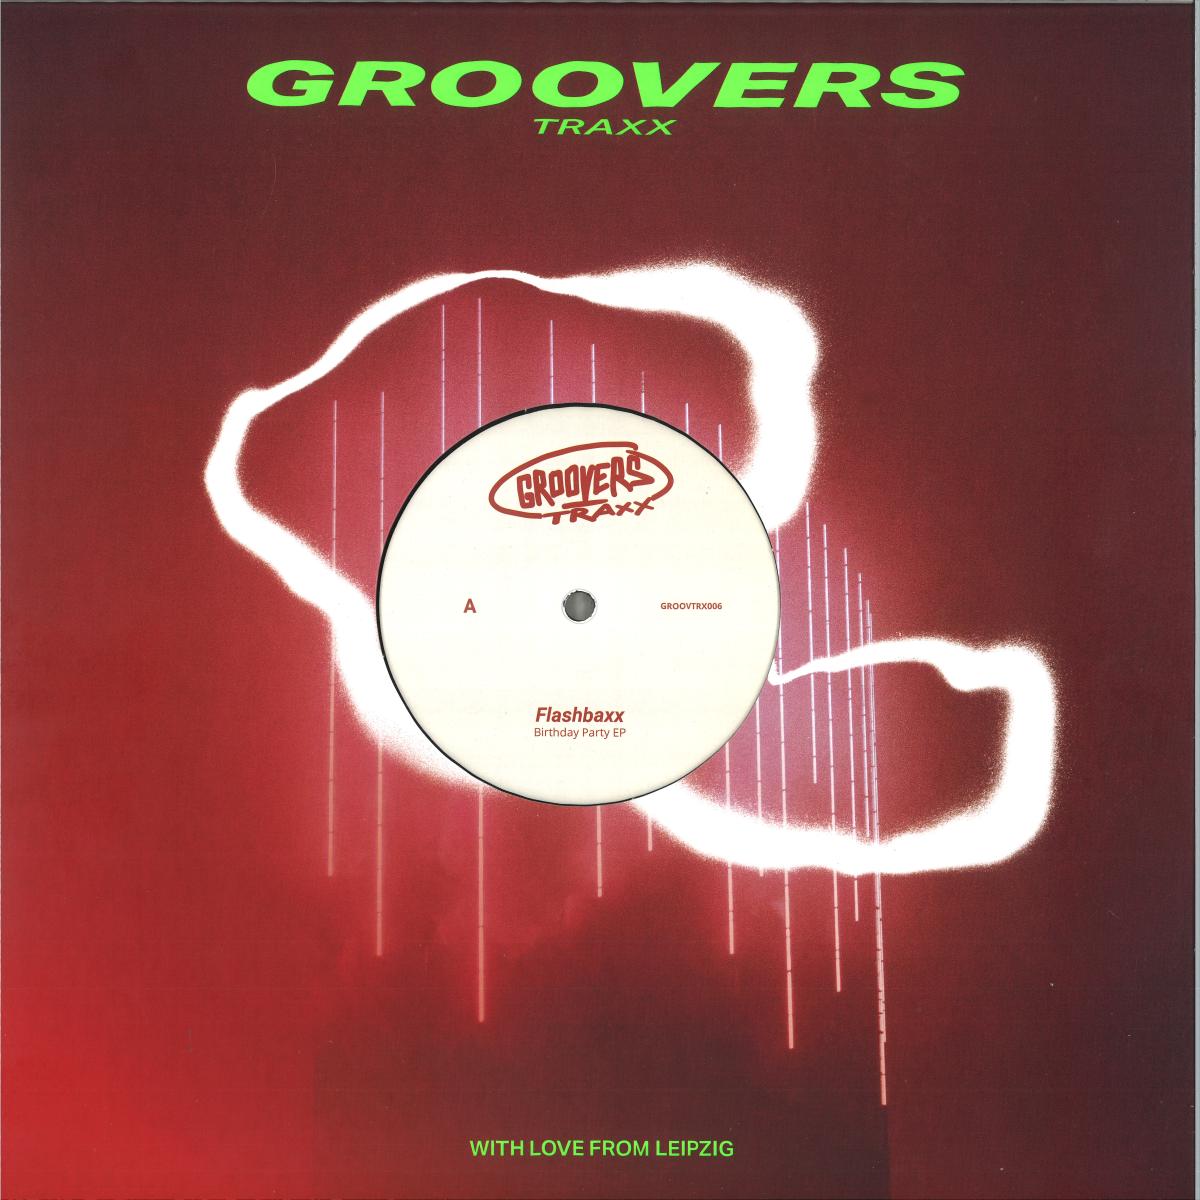 GROOVERS
TRAXX
GROOVERS
TRAXX
A
GROOVTRX006
Flashbaxx
Birthday Party EP
WITH LOVE FROM LEIPZIG